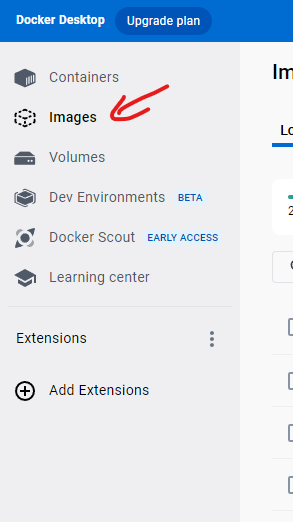 Docker Desktop Upgrade plan
Containers
Images
Volumes
Dev Environments BETA
Docker Scout EARLY ACCESS
Learning center
Extensions
Add Extensions